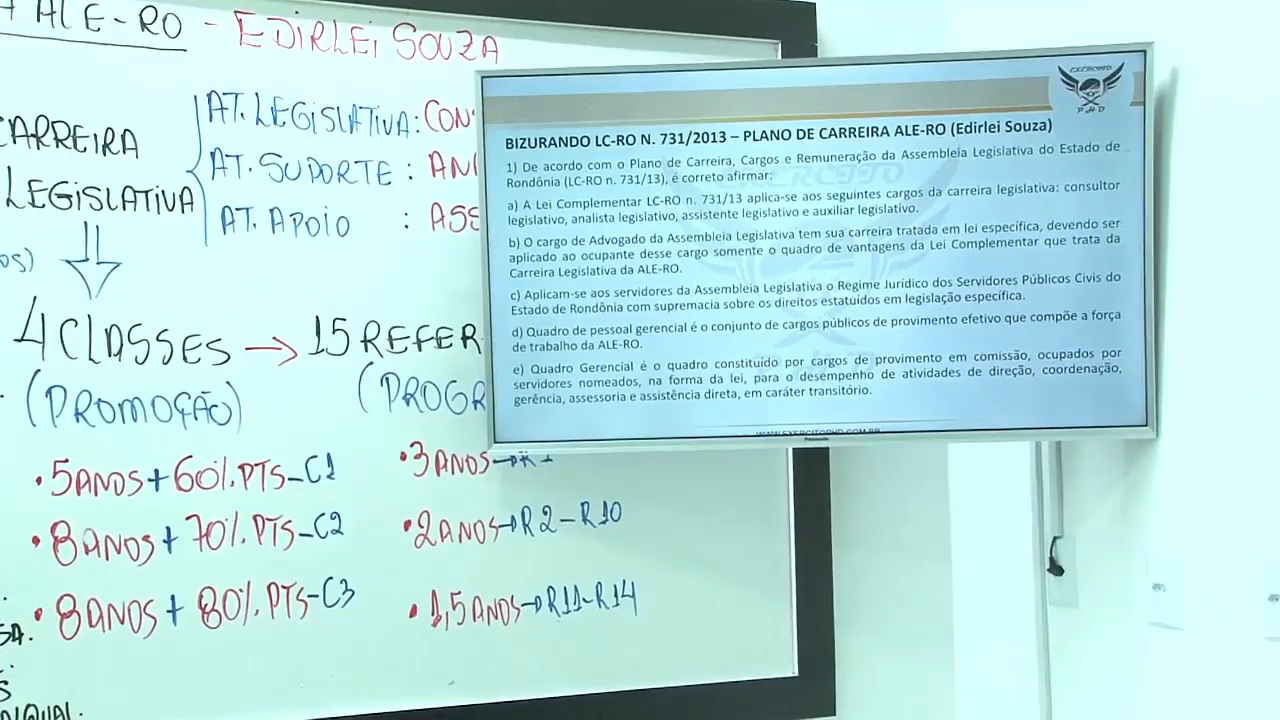 ALE-RO - EDIRLEI SOUZA
CARREIRA
LEGISLATIVA
AT. LEGISLATIVA: CON
AT. SUPORTE : ANA
AT. APOIO : ASS
4 CLASSES → 15 REFER
(PROMOÇÃO) (PROGR
• 5 ANOS + 60% PTS - C1
• 8 ANOS + 70% PTS - C2
• 8 ANOS + 80% PTS - C3
• 3 ANOS →
• 2 ANOS → R2 - R10
• 1,5 ANOS → R11 - R14
EXÉRCITO
PHD
BIZURANDO LC-RO N. 731/2013 – PLANO DE CARREIRA ALE-RO (Edirlei Souza)
1) De acordo com o Plano de Carreira, Cargos e Remuneração da Assembleia Legislativa do Estado de
Rondônia (LC-RO n. 731/13), é correto afirmar:
a) A Lei Complementar LC-RO n. 731/13 aplica-se aos seguintes cargos da carreira legislativa: consultor
legislativo, analista legislativo, assistente legislativo e auxiliar legislativo.
b) O cargo de Advogado da Assembleia Legislativa tem sua carreira tratada em lei específica, devendo ser
aplicado ao ocupante desse cargo somente o quadro de vantagens da Lei Complementar que trata da
Carreira Legislativa da ALE-RO.
c) Aplicam-se aos servidores da Assembleia Legislativa o Regime Jurídico dos Servidores Públicos Civis do
Estado de Rondônia com supremacia sobre os direitos estatuídos em legislação específica.
d) Quadro de pessoal gerencial é o conjunto de cargos públicos de provimento efetivo que compõe a força
de trabalho da ALE-RO.
e) Quadro Gerencial é o quadro constituído por cargos de provimento em comissão, ocupados por
servidores nomeados, na forma da lei, para o desempenho de atividades de direção, coordenação,
gerência, assessoria e assistência direta, em caráter transitório.
WWW.EXERCITOPHD.COM.BR
Panasonic